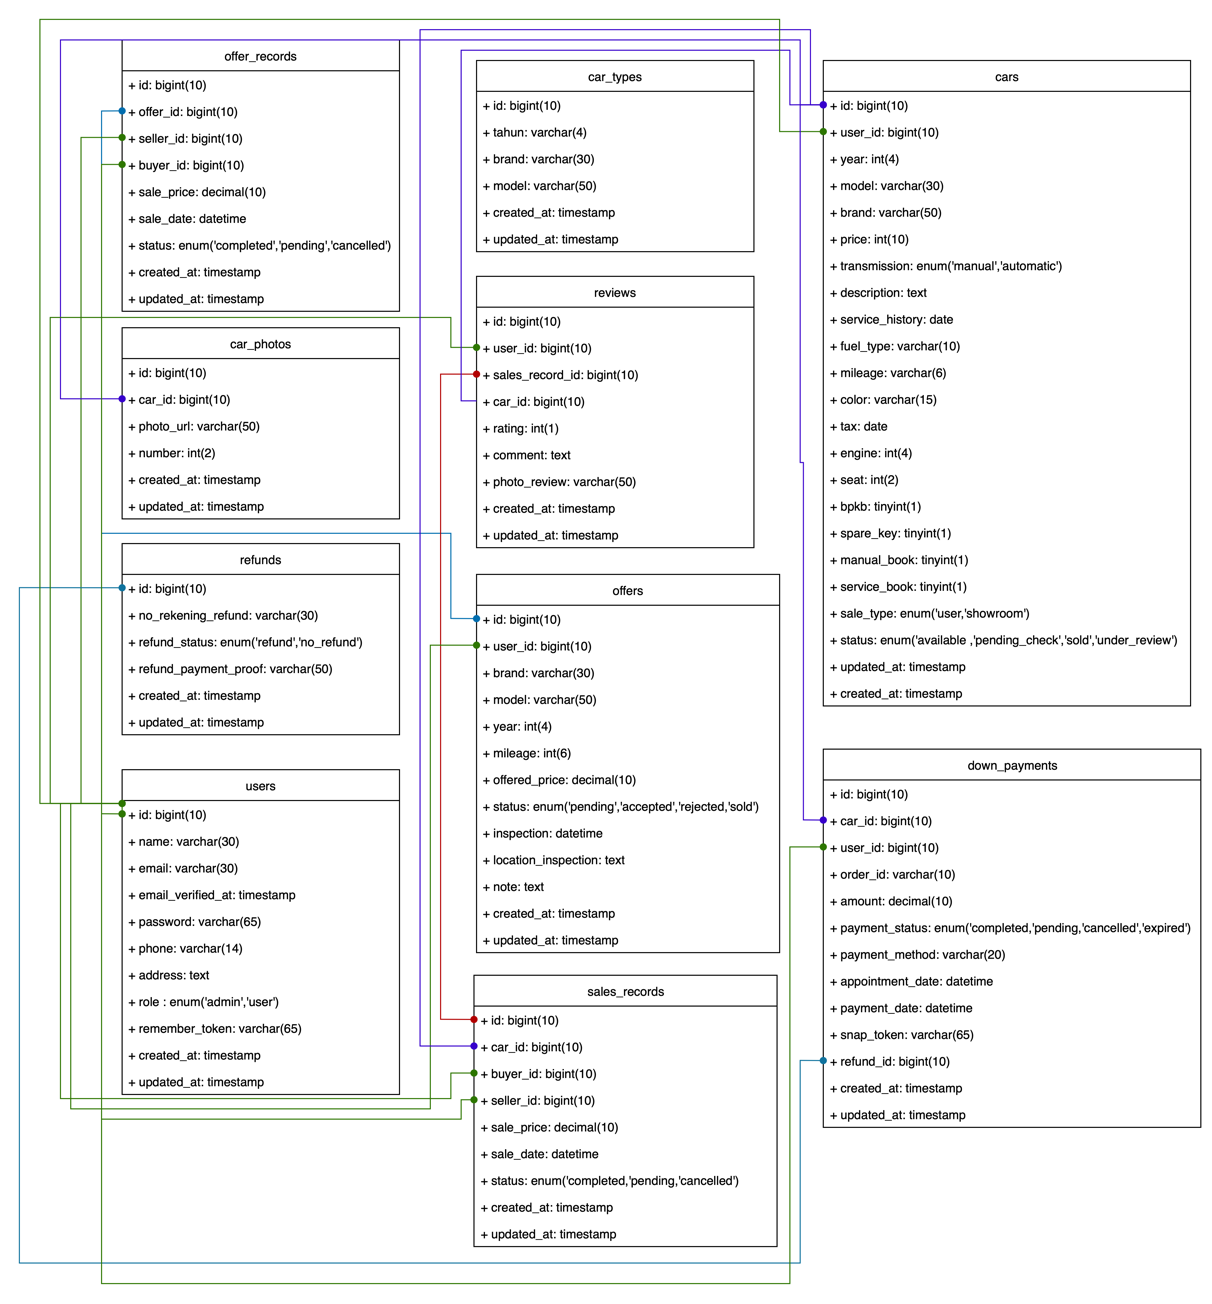 offer_records
+ id: bigint(10)
+ offer_id: bigint(10)
+ seller_id: bigint(10)
+ buyer_id: bigint(10)
+ sale_price: decimal(10)
+ sale_date: datetime
+ status: enum('completed','pending','cancelled')
+ created_at: timestamp
+ updated_at: timestamp
car_photos
+ id: bigint(10)
+ car_id: bigint(10)
+ photo_url: varchar(50)
+ number: int(2)
+ created_at: timestamp
+ updated_at: timestamp
refunds
+ id: bigint(10)
+ no_rekening_refund: varchar(30)
+ refund_status: enum('refund','no_refund')
+ refund_payment_proof: varchar(50)
+ created_at: timestamp
+ updated_at: timestamp
users
+ id: bigint(10)
+ name: varchar(30)
+ email: varchar(30)
+ email_verified_at: timestamp
+ password: varchar(65)
+ phone: varchar(14)
+ address: text
+ role : enum('admin','user')
+ remember_token: varchar(65)
+ created_at: timestamp
+ updated_at: timestamp
car_types
+ id: bigint(10)
+ tahun: varchar(4)
+ brand: varchar(30)
+ model: varchar(50)
+ created_at: timestamp
+ updated_at: timestamp
reviews
+ id: bigint(10)
+ user_id: bigint(10)
+ sales_record_id: bigint(10)
+ car_id: bigint(10)
+ rating: int(1)
+ comment: text
+ photo_review: varchar(50)
+ created_at: timestamp
+ updated_at: timestamp
offers
+ id: bigint(10)
+ user_id: bigint(10)
+ brand: varchar(30)
+ model: varchar(50)
+ year: int(4)
+ mileage: int(6)
+ offered_price: decimal(10)
+ status: enum('pending','accepted','rejected,'sold')
+ inspection: datetime
+ location_inspection: text
+ note: text
+ created_at: timestamp
+ updated_at: timestamp
sales_records
+ id: bigint(10)
+ car_id: bigint(10)
+ buyer_id: bigint(10)
+ seller_id: bigint(10)
+ sale_price: decimal(10)
+ sale_date: datetime
+ status: enum('completed,'pending,'cancelled')
+ created_at: timestamp
+ updated_at: timestamp
cars
+ id: bigint(10)
+ user_id: bigint(10)
+ year: int(4)
+ model: varchar(30)
+ brand: varchar(50)
+ price: int(10)
+ transmission: enum('manual','automatic')
+ description: text
+ service_history: date
+ fuel_type: varchar(10)
+ mileage: varchar(6)
+ color: varchar(15)
+ tax: date
+ engine: int(4)
+ seat: int(2)
+ bpkb: tinyint(1)
+ spare_key: tinyint(1)
+ manual_book: tinyint(1)
+ service_book: tinyint(1)
+ sale_type: enum('user,'showroom')
+ status: enum('available ,'pending_check','sold','under_review')
+ updated_at: timestamp
+ created_at: timestamp
down_payments
+ id: bigint(10)
+ car_id: bigint(10)
+ user_id: bigint(10)
+ order_id: varchar(10)
+ amount: decimal(10)
+ payment_status: enum('completed,'pending,'cancelled','expired')
+ payment_method: varchar(20)
+ appointment_date: datetime
+ payment_date: datetime
+ snap_token: varchar(65)
+ refund_id: bigint(10)
+ created_at: timestamp
+ updated_at: timestamp